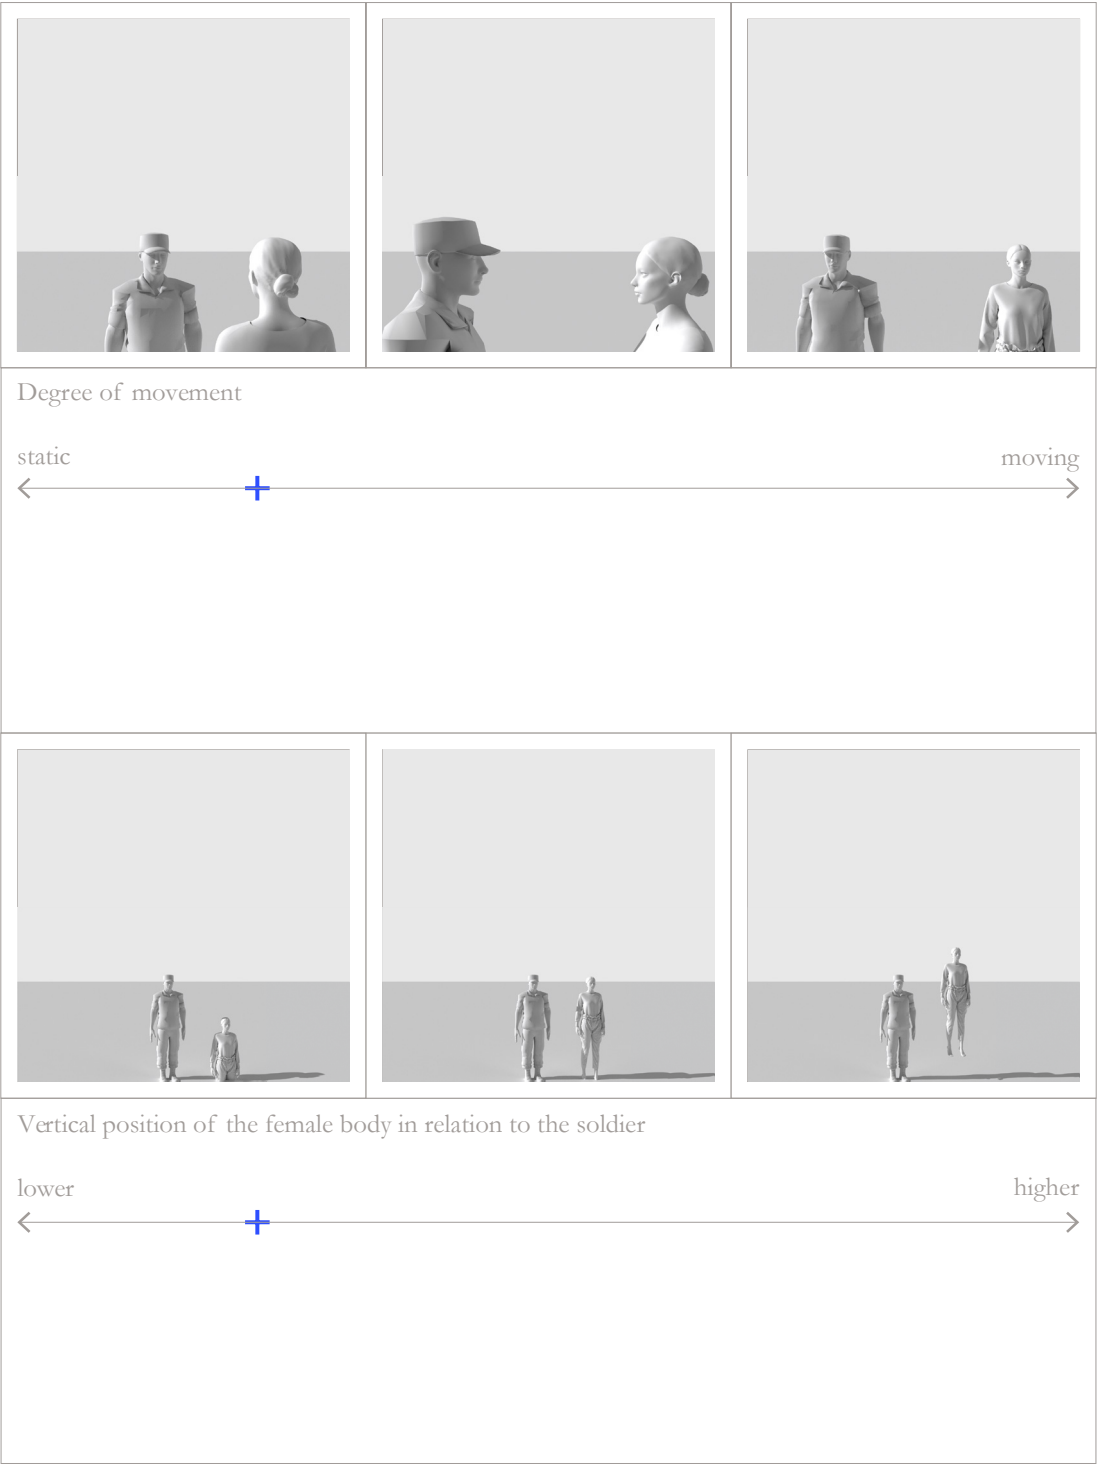 Degree of movement
static
moving
Vertical position of the female body in relation to the soldier
lower
higher